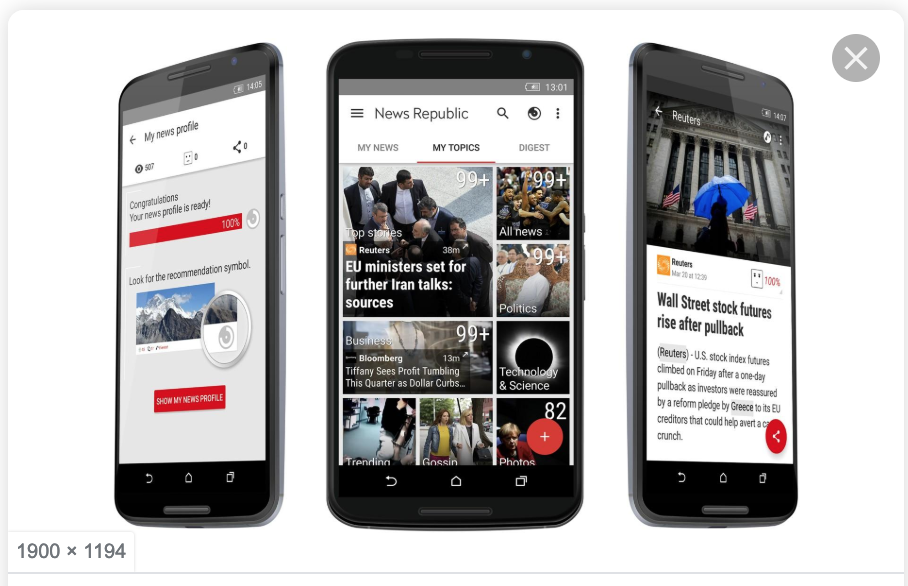 14:05
My news profile
507
0
0
Congratulations
Your news profile is ready!
100%
Look for the recommendation symbol.
SHOW MY NEWS PROFILE
13:01
News Republic
MY NEWS
MY TOPICS
DIGEST
99+
Top stories
Reuters
38m
EU ministers set for
further Iran talks:
sources
99+
All news
99+
Politics
99+
Business
Bloomberg
13m
Tiffany Sees Profit Tumbling
This Quarter as Dollar Curbs...
Technology
& Science
Trending
Gossip
82
Photos
+
14:07
Reuters
Reuters
Mar 20 at 12:39
100%
Wall Street stock futures
rise after pullback
(Reuters) - U.S. stock index futures
climbed on Friday after a one-day
pullback as investors were reassured
by a reform pledge by Greece to its EU
creditors that could help avert a
crunch.
1900 × 1194